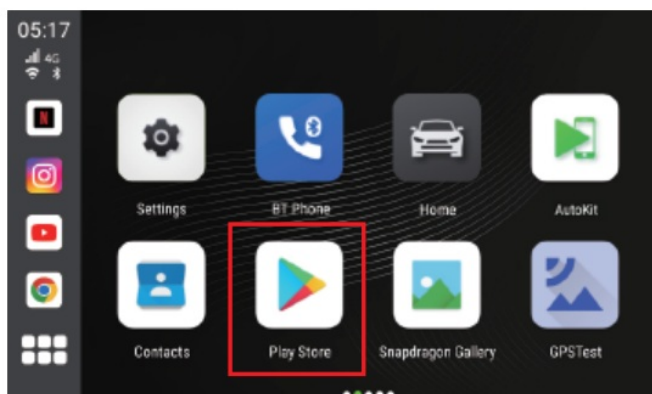 05:17
4G
N
Settings
BT Phone
Home
AutoKit
Contacts
Play Store
Snapdragon Gallery
GPSTest